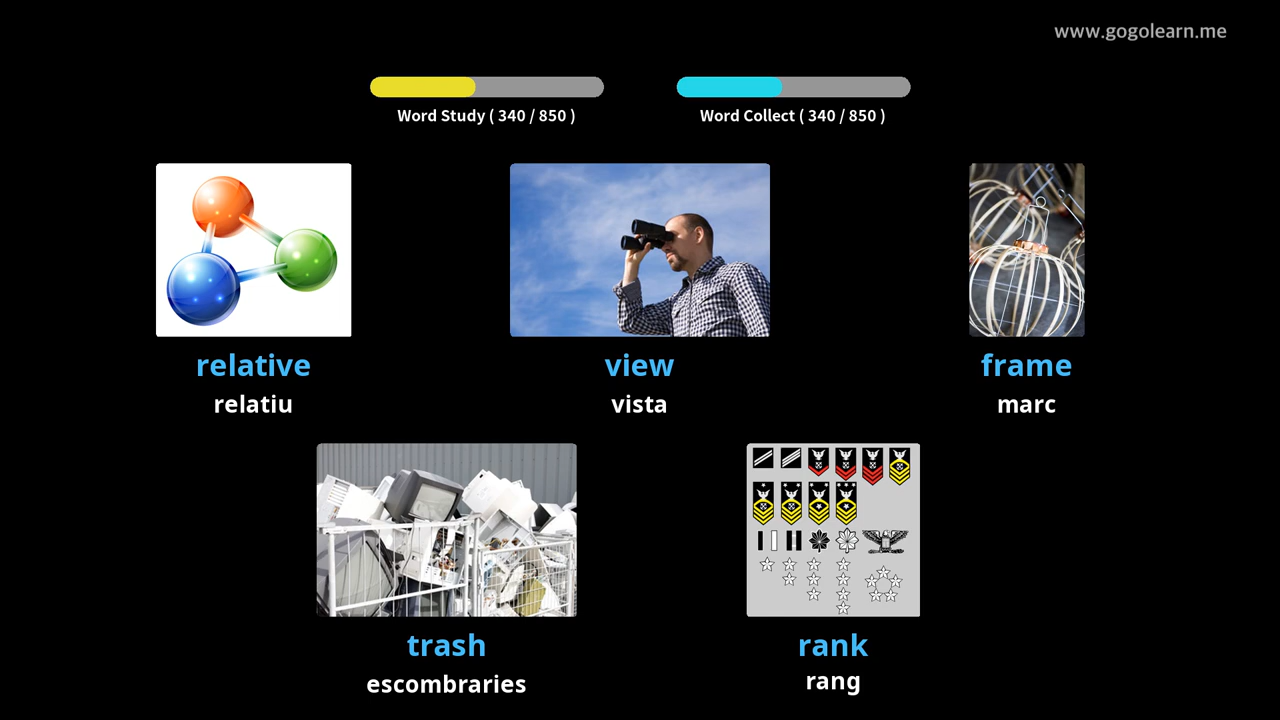 www.gogolearn.me
Word Study ( 340 / 850 )
Word Collect ( 340 / 850 )
relative
relatiu
view
vista
frame
marc
trash
escombraries
rank
rang